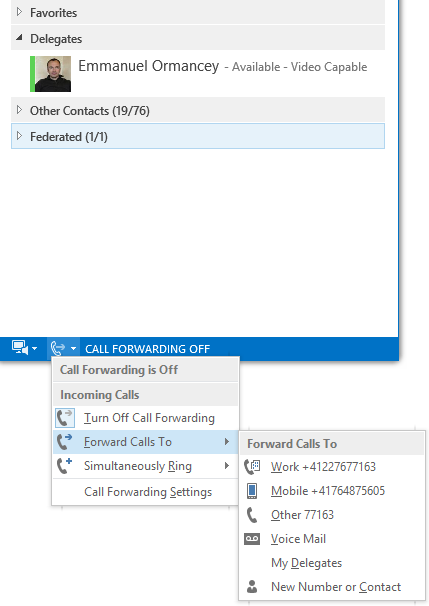 Favorites
Delegates
Emmanuel Ormancey - Available - Video Capable
Other Contacts (19/76)
Federated (1/1)
CALL FORWARDING OFF
Call Forwarding is Off
Incoming Calls
Turn Off Call Forwarding
Forward Calls To
Simultaneously Ring
Call Forwarding Settings
Forward Calls To
Work +41227677163
Mobile +41764875605
Other 77163
Voice Mail
My Delegates
New Number or Contact